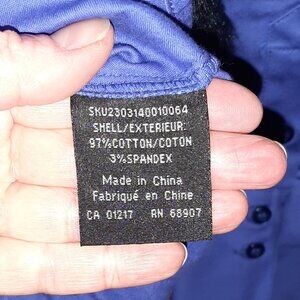 SKU2303140010064
SHELL/EXTERIEUR:
97%COTTON/COTON
3%SPANDEX
Made in China
Fabriqué en Chine
CA 01217 RN 68907